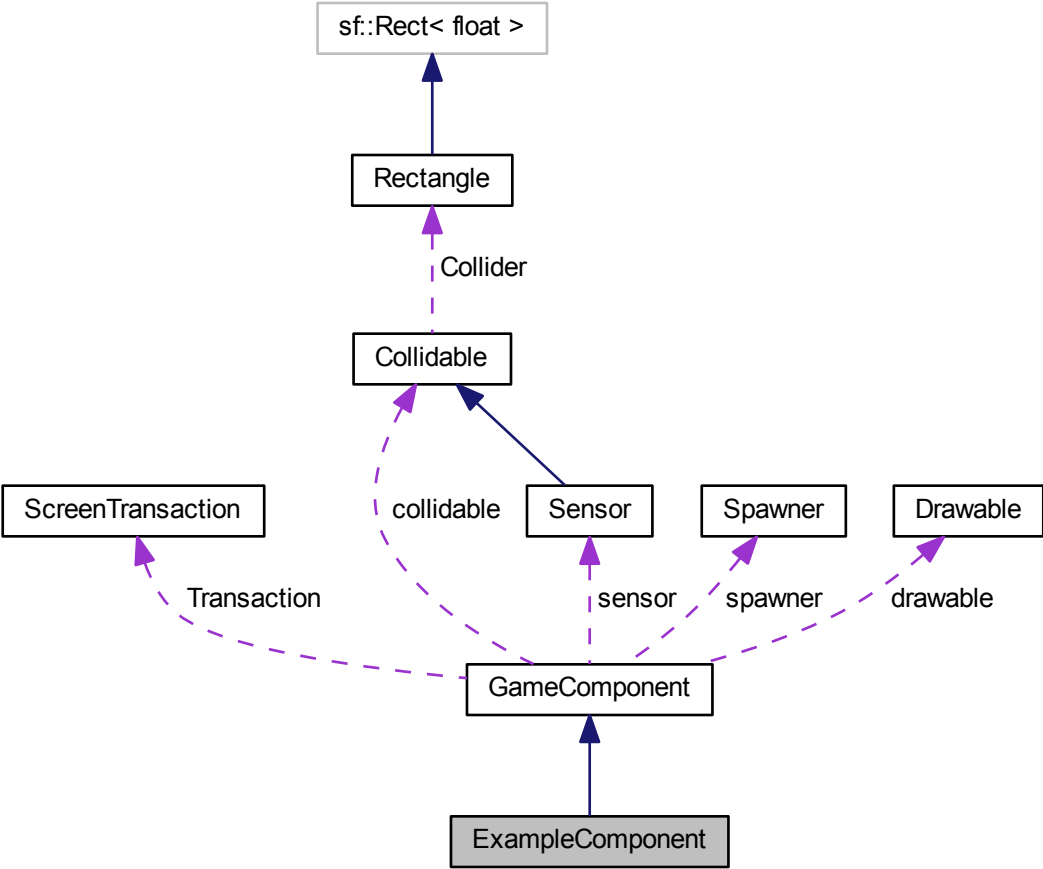 sf::Rect< float >
Rectangle
Collider
Collidable
ScreenTransaction
collidable
Sensor
Spawner
Drawable
Transaction
sensor
spawner
drawable
GameComponent
ExampleComponent